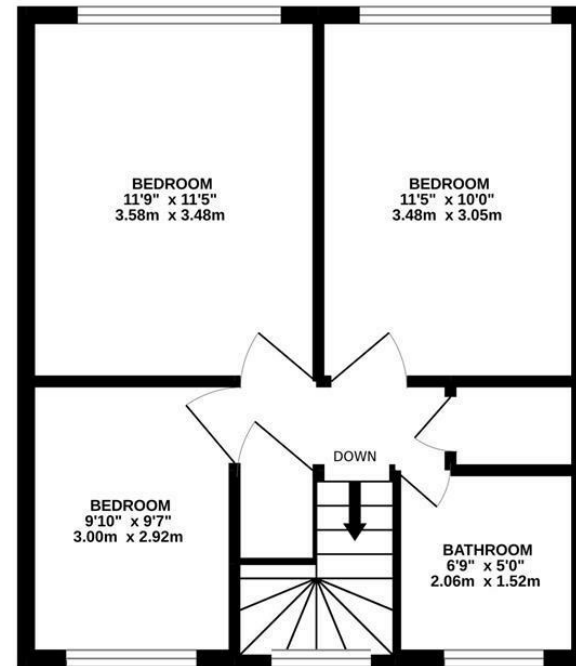 BEDROOM
11'9" x 11'5"
3.58m x 3.48m
BEDROOM
11'5" x 10'0"
3.48m x 3.05m
DOWN
BEDROOM
9'10" x 9'7"
3.00m x 2.92m
BATHROOM
6'9" x 5'0"
2.06m x 1.52m